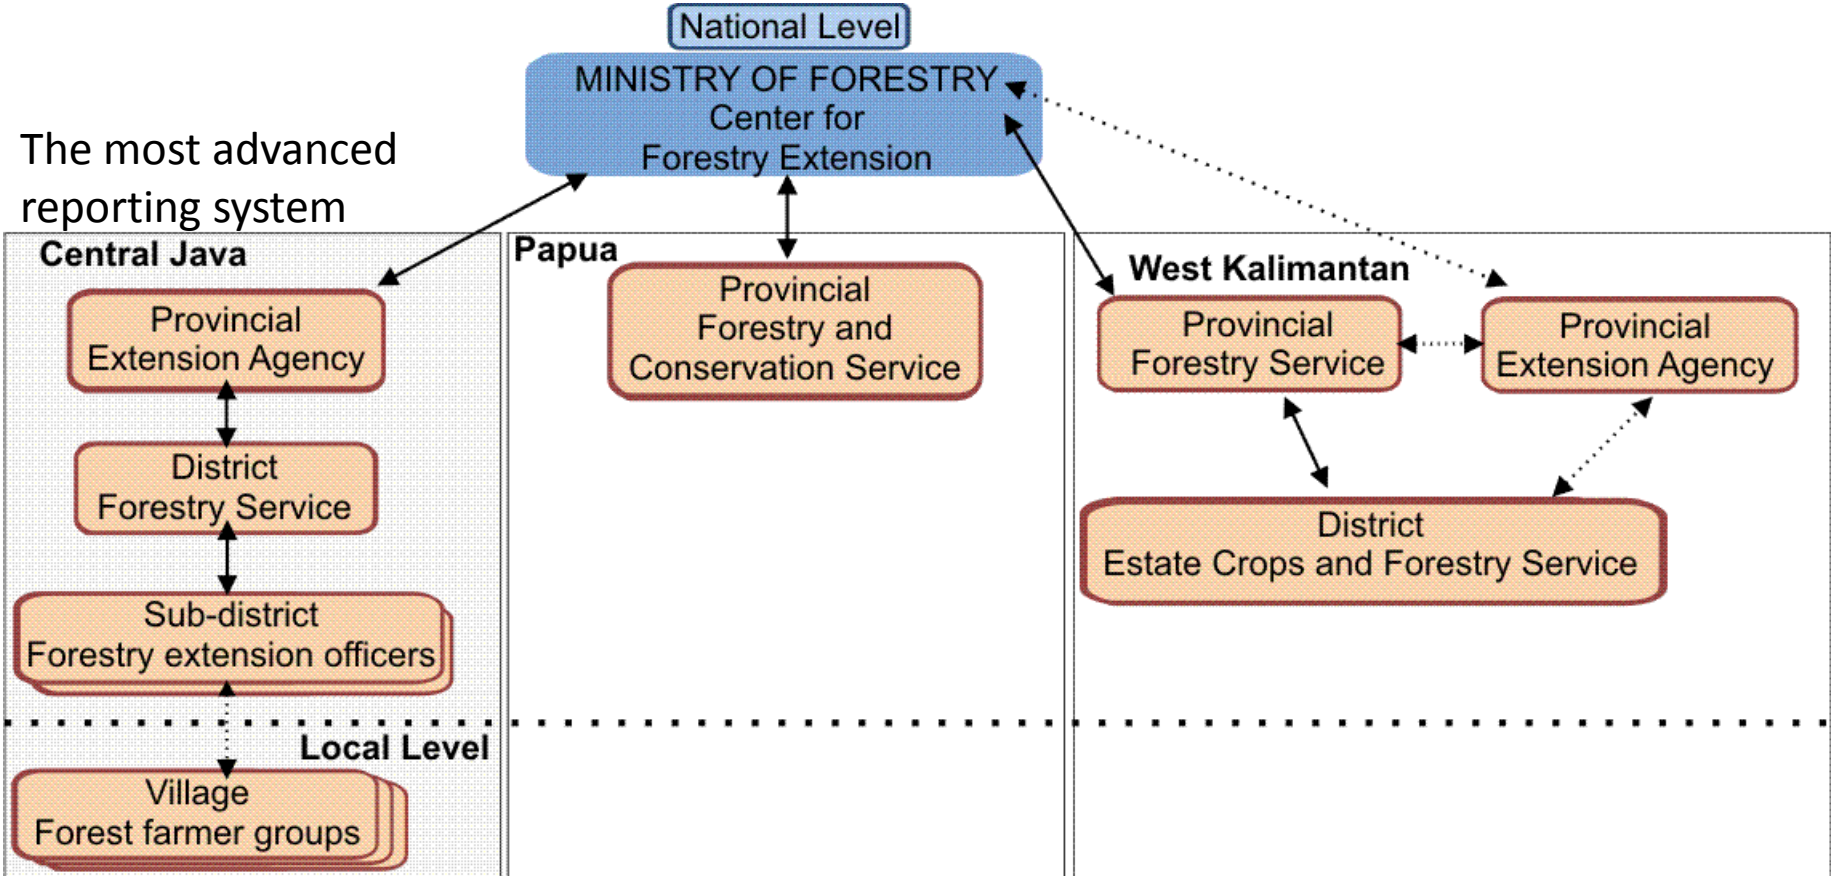 National Level
MINISTRY OF FORESTRY
Center for
Forestry Extension
The most advanced
reporting system
Central Java
Provincial
Extension Agency
District
Forestry Service
Sub-district
Forestry extension officers
Local Level
Village
Forest farmer groups
Papua
Provincial
Forestry and
Conservation Service
West Kalimantan
Provincial
Forestry Service
Provincial
Extension Agency
District
Estate Crops and Forestry Service